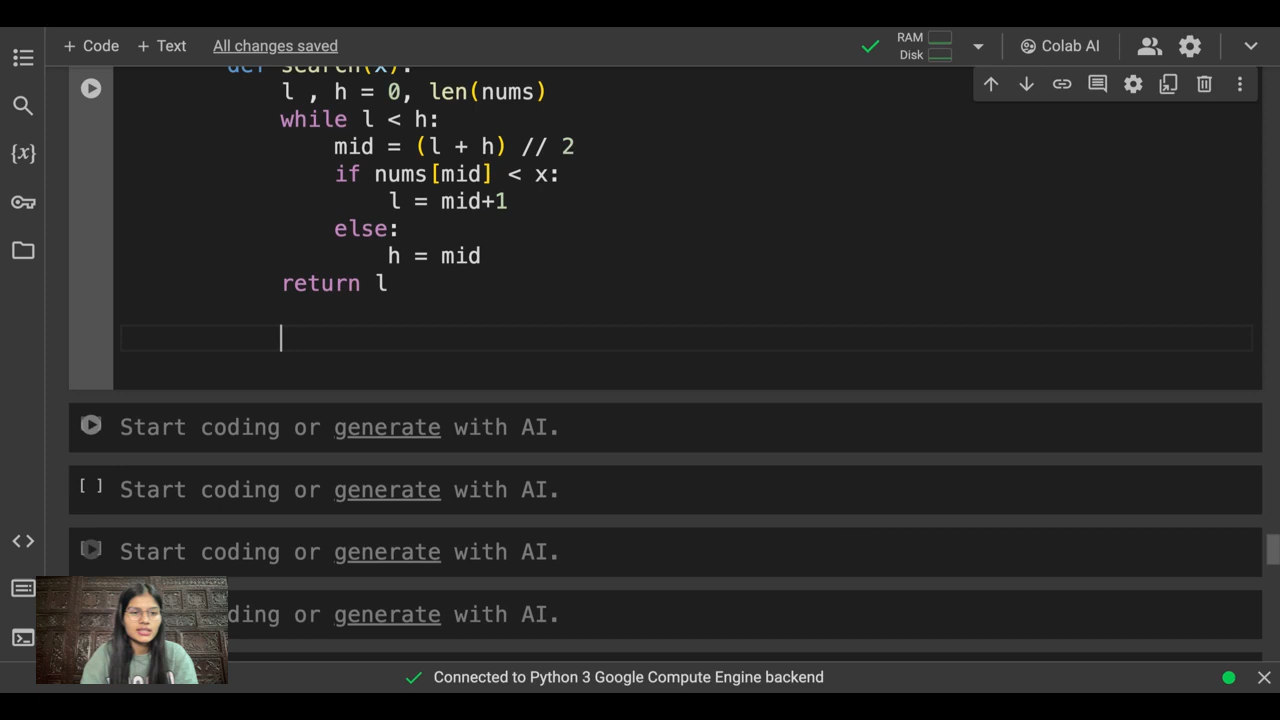 + Code + Text All changes saved RAM Disk Colab AI
def search(x):
l , h = 0, len(nums)
while l < h:
mid = (l + h) // 2
if nums[mid] < x:
l = mid+1
else:
h = mid
return l
Start coding or generate with AI.
[ ] Start coding or generate with AI.
Start coding or generate with AI.
ding or generate with AI.
Connected to Python 3 Google Compute Engine backend